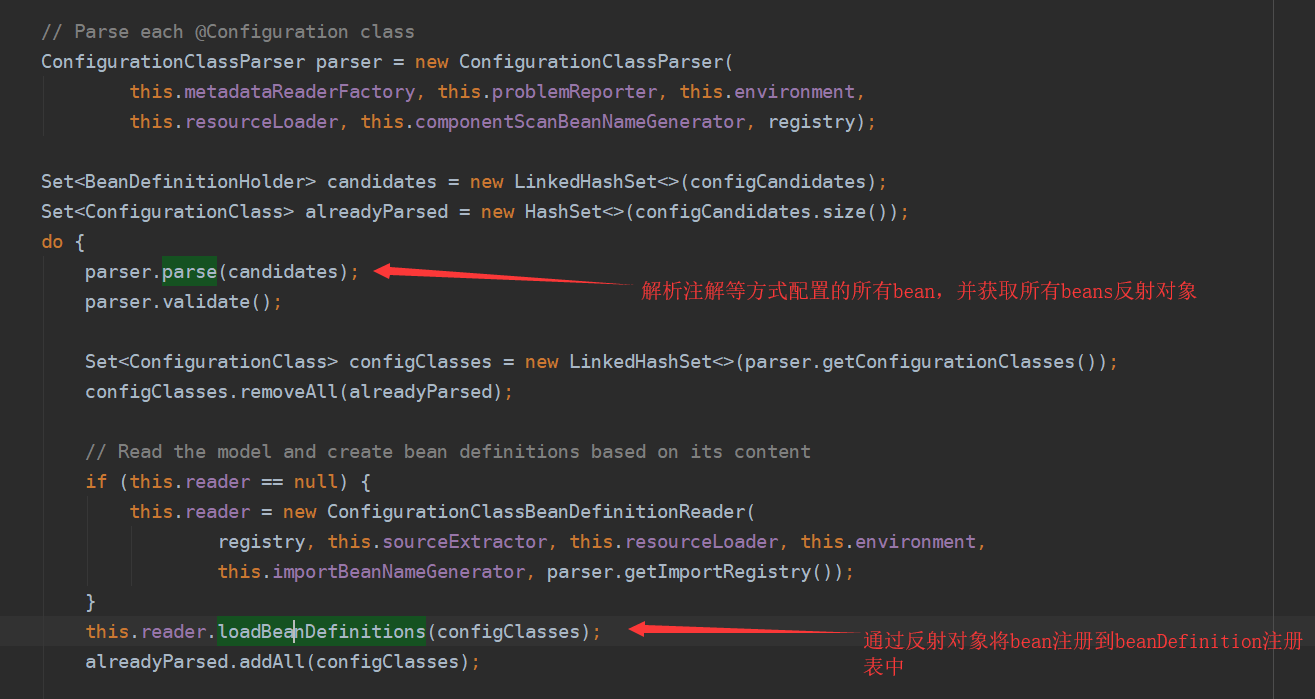 // Parse each @Configuration class
ConfigurationClassParser parser = new ConfigurationClassParser(
this.metadataReaderFactory, this.problemReporter, this.environment,
this.resourceLoader, this.componentScanBeanNameGenerator, registry);
Set<BeanDefinitionHolder> candidates = new LinkedHashSet<>(configCandidates);
Set<ConfigurationClass> alreadyParsed = new HashSet<>(configCandidates.size());
do {
parser.parse(candidates);
解析注解等方式配置的所有bean，并获取所有beans反射对象
parser.validate();
Set<ConfigurationClass> configClasses = new LinkedHashSet<>(parser.getConfigurationClasses());
configClasses.removeAll(alreadyParsed);
// Read the model and create bean definitions based on its content
if (this.reader == null) {
this.reader = new ConfigurationClassBeanDefinitionReader(
registry, this.sourceExtractor, this.resourceLoader, this.environment,
this.importBeanNameGenerator, parser.getImportRegistry());
}
this.reader.loadBeanDefinitions(configClasses);
通过反射对象将bean注册到beanDefinition注册
表中
alreadyParsed.addAll(configClasses);